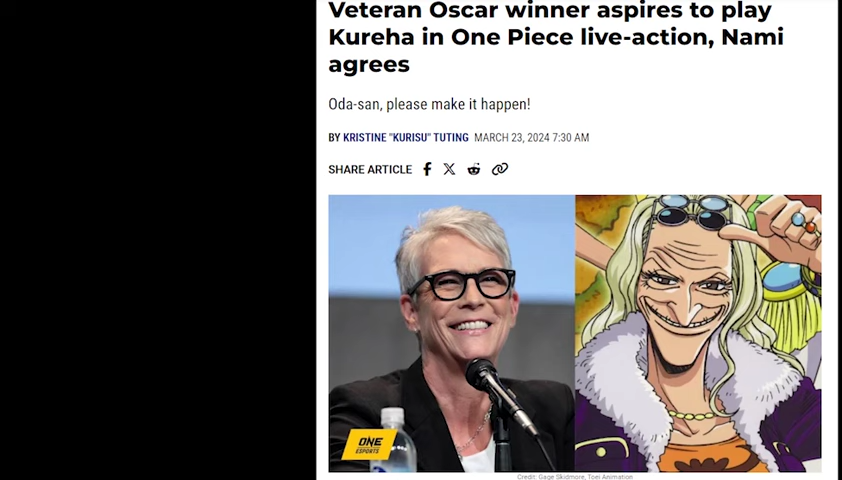 Veteran Oscar winner aspires to play
Kureha in One Piece live-action, Nami
agrees
Oda-san, please make it happen!
BY KRISTINE "KURISU" TUTING MARCH 23, 2024 7:30 AM
SHARE ARTICLE
ONE
ESPORTS
Credit: Gage Skidmore, Toei Animation